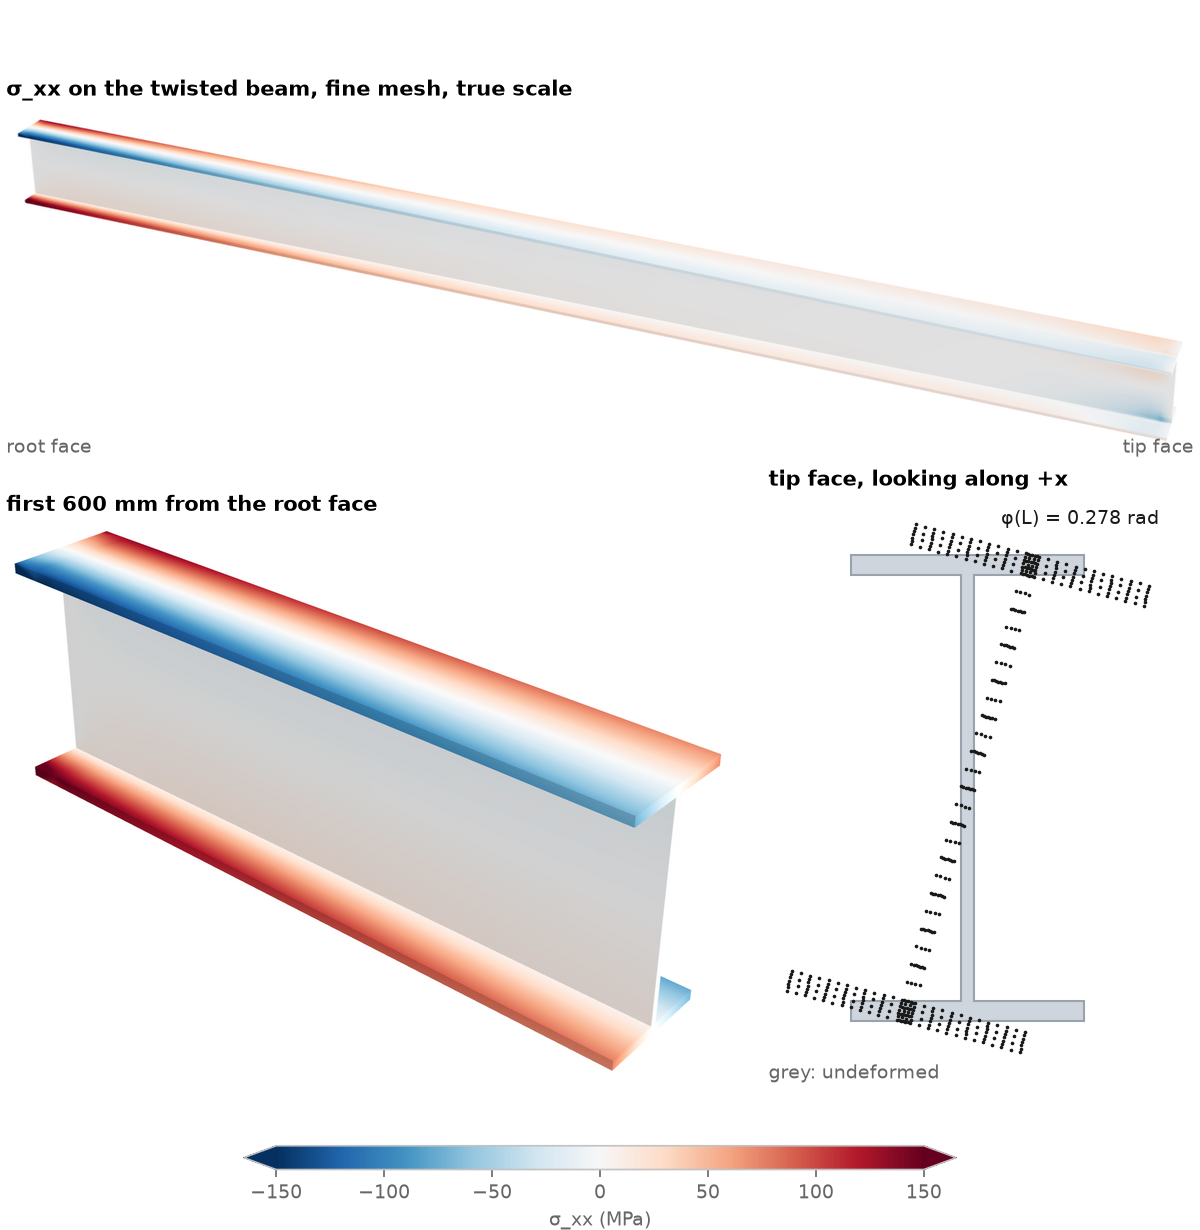 σ_xx on the twisted beam, fine mesh, true scale
root face
tip face
first 600 mm from the root face
tip face, looking along +x
φ(L) = 0.278 rad
grey: undeformed
−150 −100 −50 0 50 100 150
σ_xx (MPa)